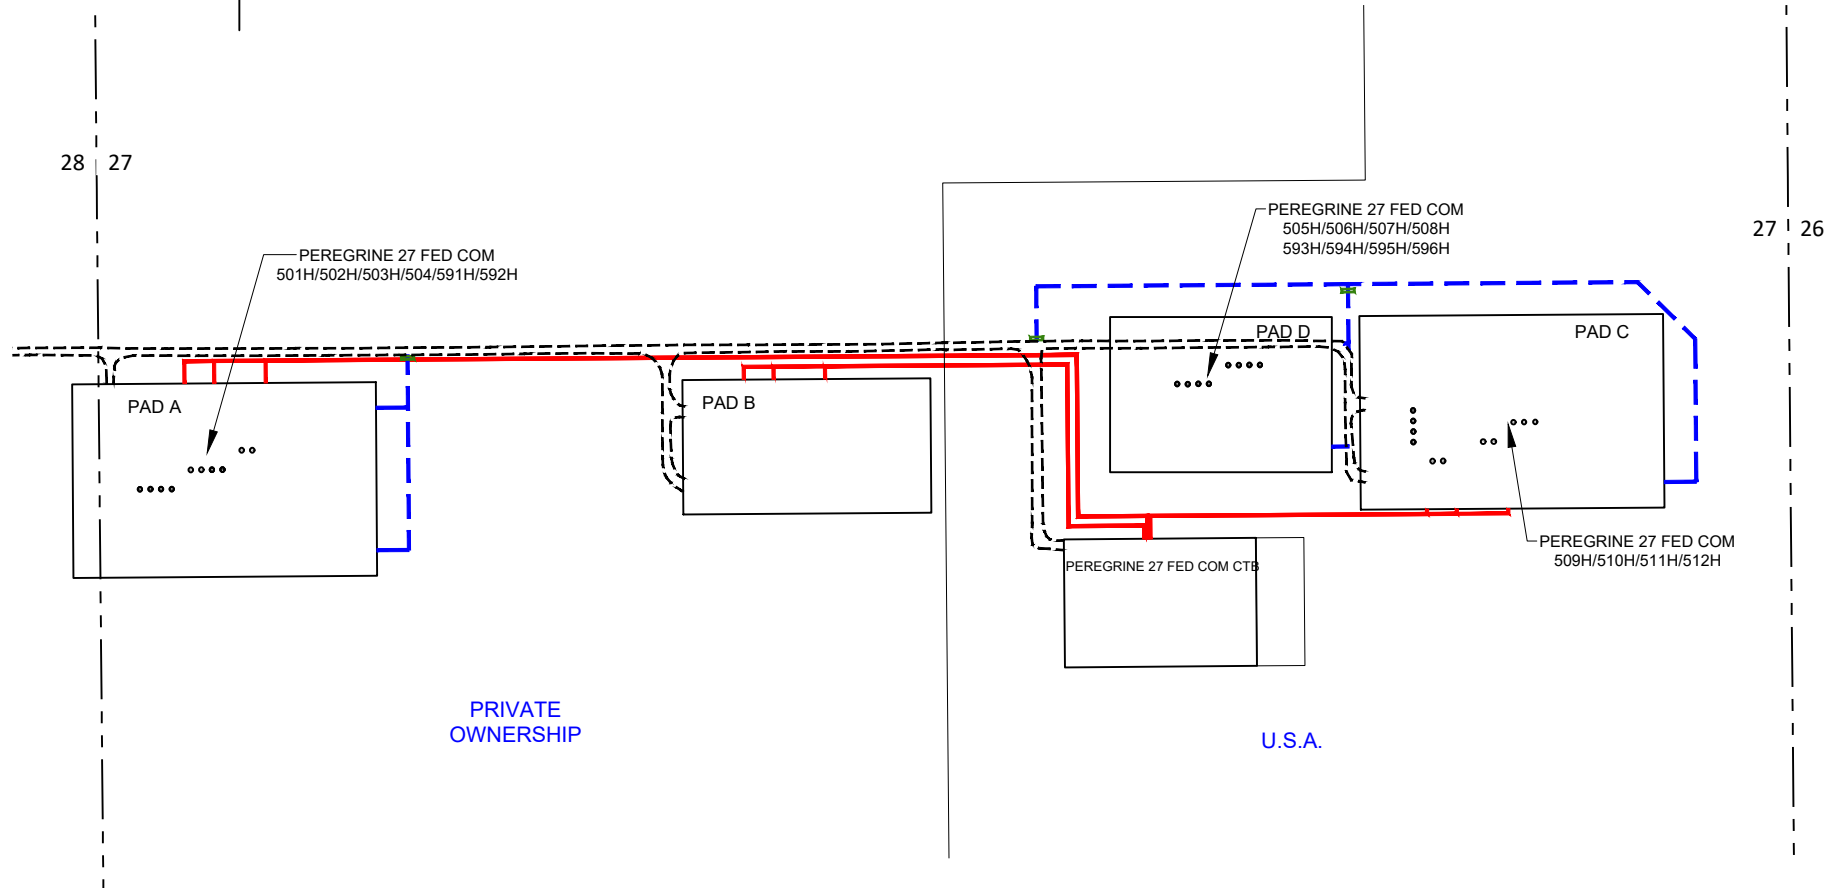 28 27
PEREGRINE 27 FED COM
501H/502H/503H/504/591H/592H
PEREGRINE 27 FED COM
505H/506H/507H/508H
593H/594H/595H/596H
27 26
PAD A
PAD B
PAD D
PAD C
PEREGRINE 27 FED COM
509H/510H/511H/512H
PEREGRINE 27 FED COM CTB
PRIVATE
OWNERSHIP
U.S.A.